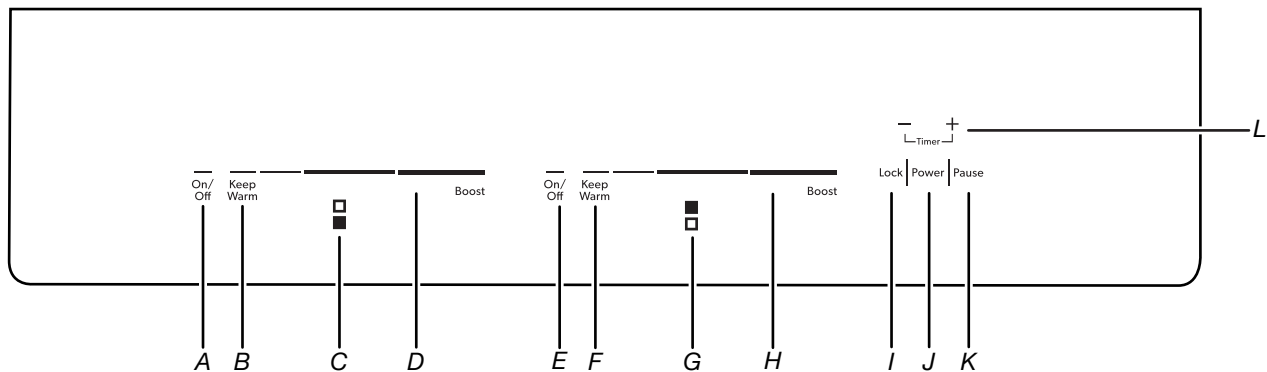 − +
Timer
L
Lock Power Pause
On/ Keep On/ Keep
Off Warm Boost Off Warm Boost
A B C D E F G H I J K